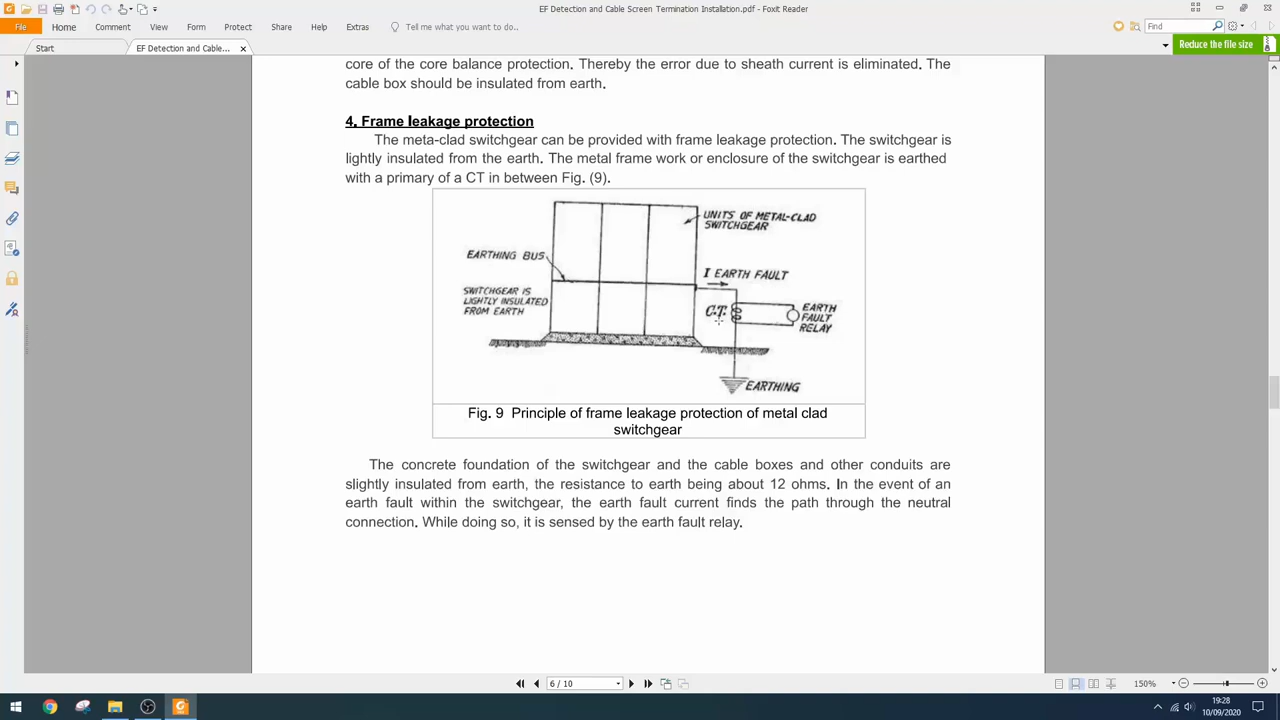 EF Detection and Cable Screen Termination Installation.pdf - Foxit Reader
File
Home
Comment
View
Form
Protect
Share
Help
Extras
Tell me what you want to do..
Find
Start
EF Detection and Cable...
Reduce the file size
core of the core balance protection. Thereby the error due to sheath current is eliminated. The
cable box should be insulated from earth.
4. Frame leakage protection
The meta-clad switchgear can be provided with frame leakage protection. The switchgear is
lightly insulated from the earth. The metal frame work or enclosure of the switchgear is earthed
with a primary of a CT in between Fig. (9).
UNITS OF METAL-CLAD
SWITCHGEAR
EARTHING BUS
I EARTH FAULT
SWITCHGEAR IS
LIGHTLY INSULATED
FROM EARTH
C.T.
EARTH
FAULT
RELAY
EARTHING
Fig. 9 Principle of frame leakage protection of metal clad
switchgear
The concrete foundation of the switchgear and the cable boxes and other conduits are
slightly insulated from earth, the resistance to earth being about 12 ohms. In the event of an
earth fault within the switchgear, the earth fault current finds the path through the neutral
connection. While doing so, it is sensed by the earth fault relay.
6 / 10
150%
19:28
10/09/2020